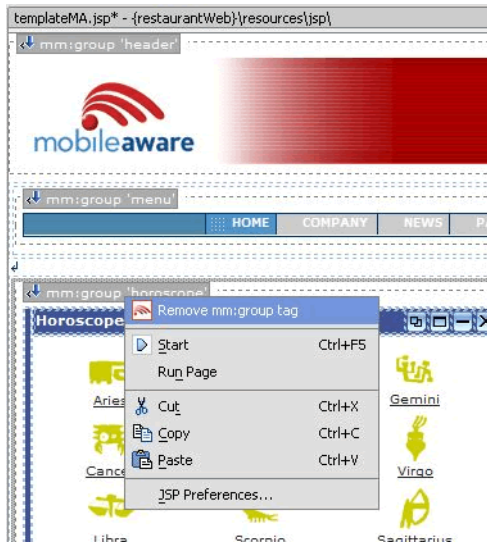 templateMA.jsp* - {restaurantWeb}\resources\jsp\
mm:group 'header'
mobileaware
mm:group 'menu'
HOME COMPANY NEWS
mm:group 'horoscope'
Remove mm:group tag
Horoscope
Start Ctrl+F5
Run Page
Aries
Gemini
Cut Ctrl+X
Copy Ctrl+C
Paste Ctrl+V
Cance
Virgo
JSP Preferences...
Libra Scorpio Sagittarius